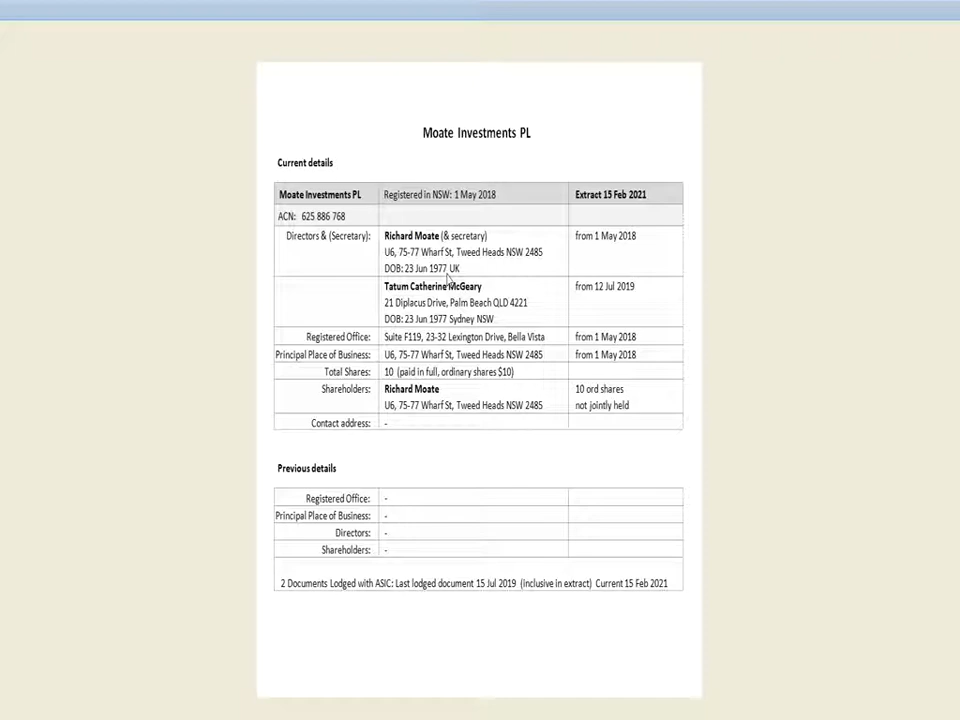 Moate Investments PL
Current details
Moate Investments PL Registered in NSW: 1 May 2018 Extract 15 Feb 2021
ACN: 625 886 768
Directors & (Secretary): Richard Moate (& secretary) from 1 May 2018
U6, 75-77 Wharf St, Tweed Heads NSW 2485
DOB: 23 Jun 1977 UK
Tatum Catherine McGeary from 12 Jul 2019
21 Diplacus Drive, Palm Beach QLD 4221
DOB: 23 Jun 1977 Sydney NSW
Registered Office: Suite F119, 23-32 Lexington Drive, Bella Vista from 1 May 2018
Principal Place of Business: U6, 75-77 Wharf St, Tweed Heads NSW 2485 from 1 May 2018
Total Shares: 10 (paid in full, ordinary shares $10)
Shareholders: Richard Moate 10 ord shares
U6, 75-77 Wharf St, Tweed Heads NSW 2485 not jointly held
Contact address: -
Previous details
Registered Office: -
Principal Place of Business: -
Directors: -
Shareholders: -
2 Documents Lodged with ASIC: Last lodged document 15 Jul 2019 (inclusive in extract) Current 15 Feb 2021